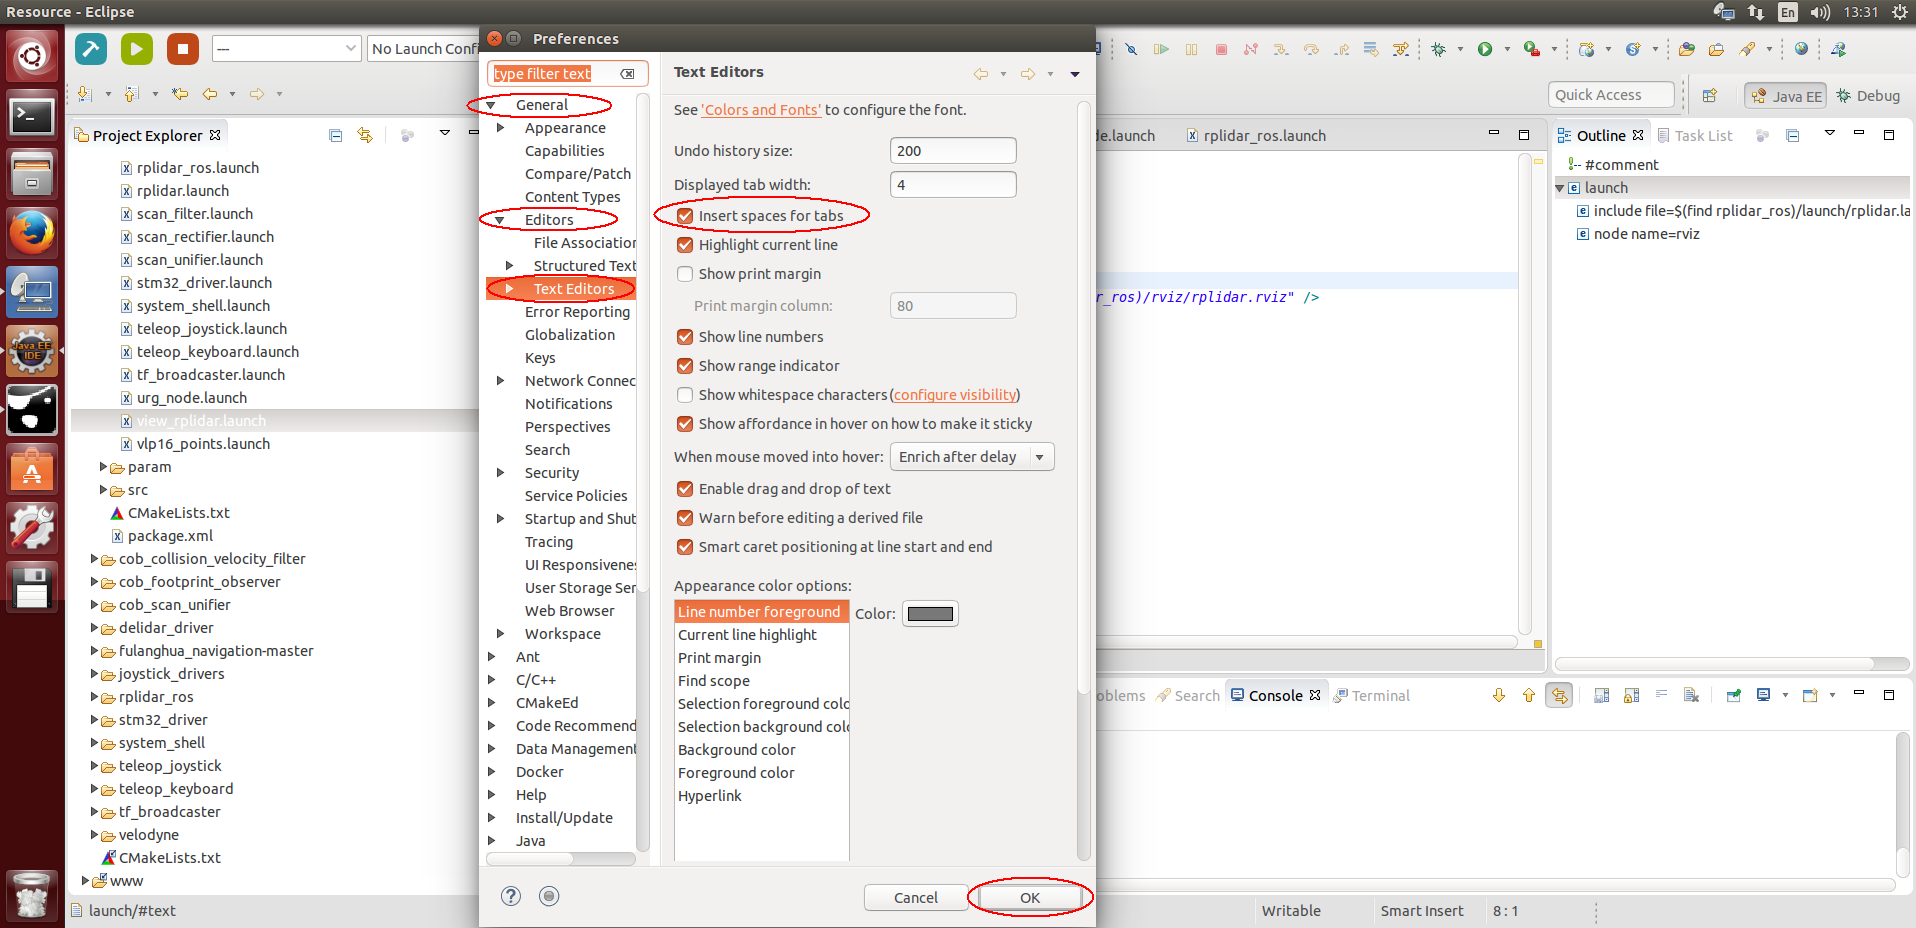 Resource - Eclipse
En
13:31
---
No Launch Confi
Quick Access
Java EE
Debug
Project Explorer
rplidar_ros.launch
rplidar.launch
scan_filter.launch
scan_rectifier.launch
scan_unifier.launch
stm32_driver.launch
system_shell.launch
teleop_joystick.launch
teleop_keyboard.launch
tf_broadcaster.launch
urg_node.launch
view_rplidar.launch
vlp16_points.launch
param
src
CMakeLists.txt
package.xml
cob_collision_velocity_filter
cob_footprint_observer
cob_scan_unifier
delidar_driver
fulanghua_navigation-master
joystick_drivers
rplidar_ros
stm32_driver
system_shell
teleop_joystick
teleop_keyboard
tf_broadcaster
velodyne
CMakeLists.txt
www
launch/#text
Java EE
IDE
Preferences
type filter text
General
Appearance
Capabilities
Compare/Patch
Content Types
Editors
File Association
Structured Text
Text Editors
Error Reporting
Globalization
Keys
Network Connec
Notifications
Perspectives
Search
Security
Service Policies
Startup and Shut
Tracing
UI Responsivenes
User Storage Ser
Web Browser
Workspace
Ant
C/C++
CMakeEd
Code Recommend
Data Management
Docker
Help
Install/Update
Java
Text Editors
See 'Colors and Fonts' to configure the font.
Undo history size: 200
Displayed tab width: 4
Insert spaces for tabs
Highlight current line
Show print margin
Print margin column: 80
Show line numbers
Show range indicator
Show whitespace characters (configure visibility)
Show affordance in hover on how to make it sticky
When mouse moved into hover: Enrich after delay
Enable drag and drop of text
Warn before editing a derived file
Smart caret positioning at line start and end
Appearance color options:
Line number foreground
Color:
Current line highlight
Print margin
Find scope
Selection foreground colo
Selection background colo
Background color
Foreground color
Hyperlink
Cancel
OK
de.launch
rplidar_ros.launch
r_ros)/rviz/rplidar.rviz" />
Outline
Task List
#comment
launch
include file=$(find rplidar_ros)/launch/rplidar.la
node name=rviz
oblems
Search
Console
Terminal
Writable
Smart Insert
8 : 1